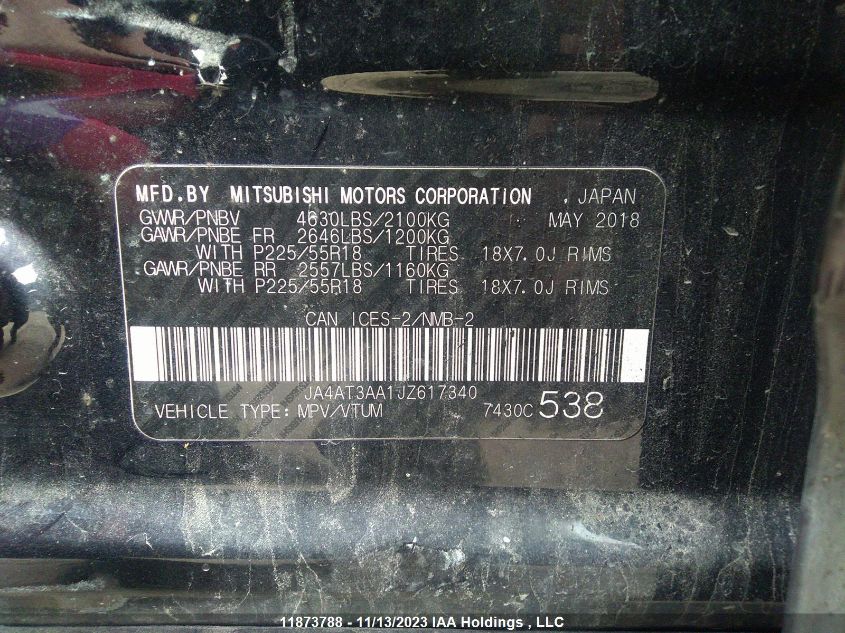 MFD.BY MITSUBISHI MOTORS CORPORATION . JAPAN
GWWR/PNBV 4630LBS/2100KG MAY 2018
GAWR/PNBE FR 2646LBS/1200KG
WITH P225/55R18 TIRES 18X7.0J RIMS
GAWR/PNBE RR 2557LBS/1160KG
WITH P225/55R18 TIRES 18X7.0J RIMS
CAN ICES-2/NMB-2
JA4AT3AA1JZ617340
VEHICLE TYPE: MPV/VTUM 7430C 538
11873788 - 11/13/2023 IAA Holdings , LLC